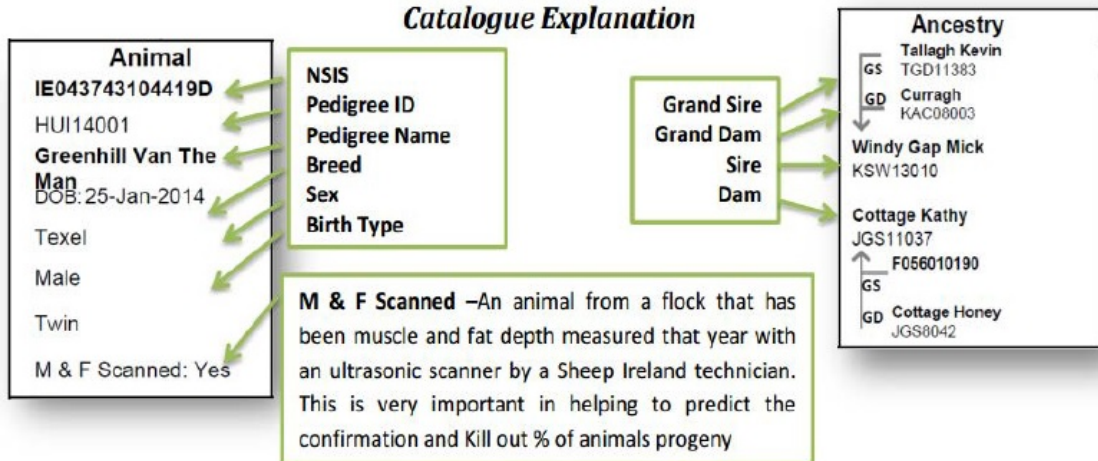 Catalogue Explanation
Animal
IE043743104419D
HUI14001
Greenhill Van The
Man
DOB: 25-Jan-2014
Texel
Male
Twin
M & F Scanned: Yes
NSIS
Pedigree ID
Pedigree Name
Breed
Sex
Birth Type
M & F Scanned –An animal from a flock that has
been muscle and fat depth measured that year with
an ultrasonic scanner by a Sheep Ireland technician.
This is very important in helping to predict the
confirmation and Kill out % of animals progeny
Grand Sire
Grand Dam
Sire
Dam
Ancestry
Tallagh Kevin
GS TGD11383
GD Curragh
KAC08003
Windy Gap Mick
KSW13010
Cottage Kathy
JGS11037
F056010190
GS
GD Cottage Honey
JGS8042